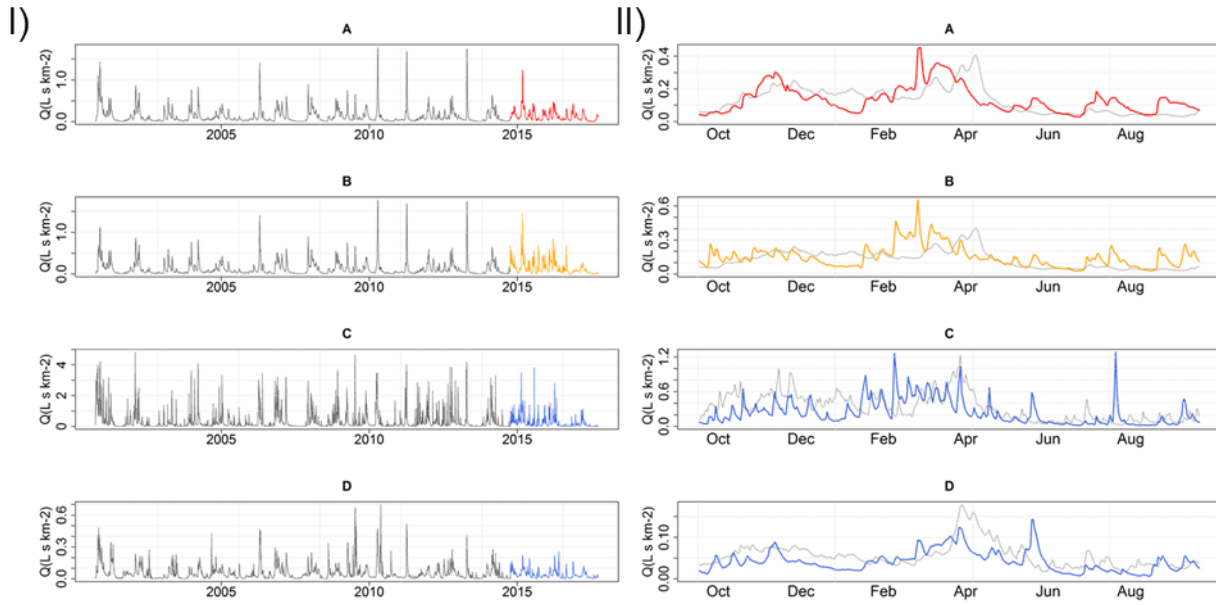 I)
A
Q(L s km-2)
0.0 1.0
2005 2010 2015
B
Q(L s km-2)
0.0 1.0
2005 2010 2015
C
Q(L s km-2)
0 2 4
2005 2010 2015
D
Q(L s km-2)
0.0 0.3 0.6
2005 2010 2015
II)
A
Q(L s km-2)
0.0 0.2 0.4
Oct Dec Feb Apr Jun Aug
B
Q(L s km-2)
0.0 0.3 0.6
Oct Dec Feb Apr Jun Aug
C
Q(L s km-2)
0.0 0.6 1.2
Oct Dec Feb Apr Jun Aug
D
Q(L s km-2)
0.00 0.10
Oct Dec Feb Apr Jun Aug